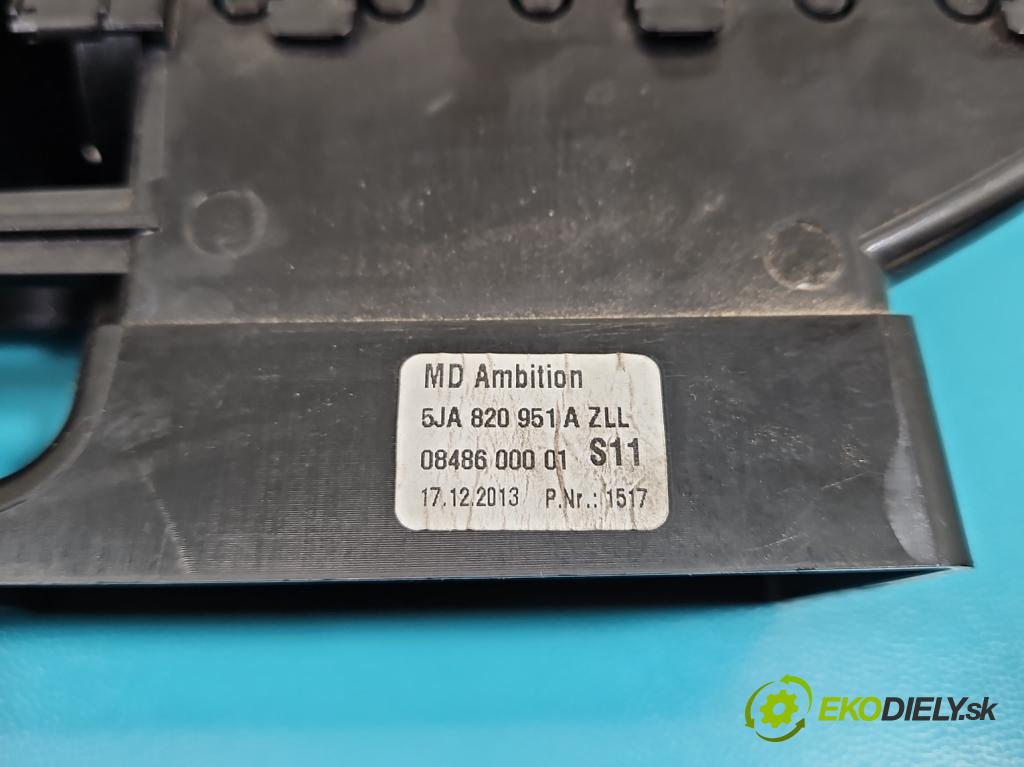 MD Ambition
5JA 820 951 A ZLL
08486 000 01 S11
17.12.2013 P.Nr.: 1517
EKODIELY.sk